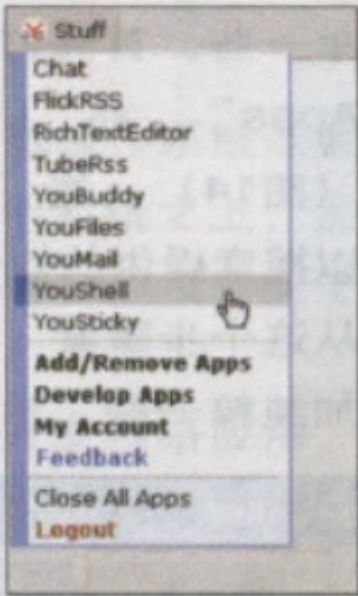 Stuff
Chat
FlickRSS
RichTextEditor
TubeRss
YouBuddy
YouFiles
YouMail
YouShell
YouSticky
Add/Remove Apps
Develop Apps
My Account
Feedback
Close All Apps
Logout